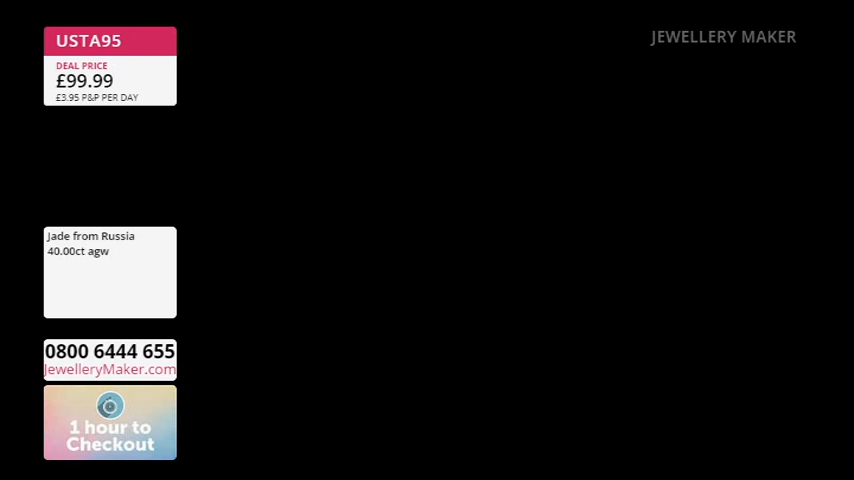 USTA95
JEWELLERY MAKER
DEAL PRICE
£99.99
£3.95 P&P PER DAY
Jade from Russia
40.00ct agw
0800 6444 655
JewelleryMaker.com
1 hour to
Checkout